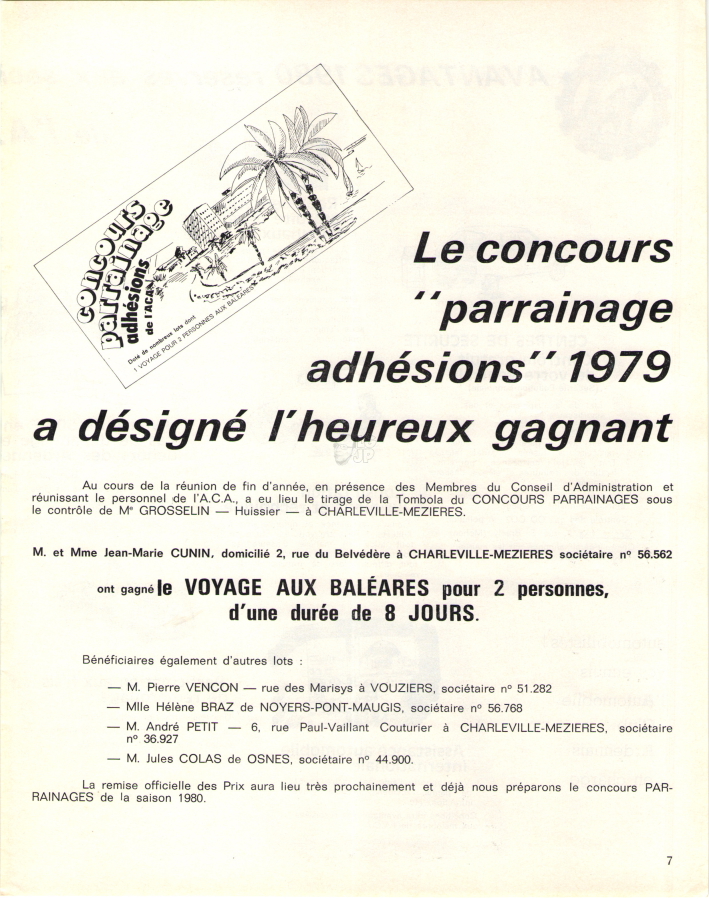 concours
parrainage
adhésions
de l'ACA
Doté de nombreux lots dont
1 VOYAGE POUR 2 PERSONNES AUX BALÉARES
Le concours
''parrainage
adhésions'' 1979
a désigné l'heureux gagnant
Au cours de la réunion de fin d'année, en présence des Membres du Conseil d'Administration et
réunissant le personnel de l'A.C.A., a eu lieu le tirage de la Tombola du CONCOURS PARRAINAGES sous
le contrôle de Me GROSSELIN — Huissier — à CHARLEVILLE-MEZIERES.
M. et Mme Jean-Marie CUNIN, domicilié 2, rue du Belvédère à CHARLEVILLE-MEZIERES sociétaire nº 56.562
ont gagné le VOYAGE AUX BALÉARES pour 2 personnes,
d'une durée de 8 JOURS.
Bénéficiaires également d'autres lots :
— M. Pierre VENCON — rue des Marisys à VOUZIERS, sociétaire nº 51.282
— Mlle Hélène BRAZ de NOYERS-PONT-MAUGIS, sociétaire nº 56.768
— M. André PETIT — 6, rue Paul-Vaillant Couturier à CHARLEVILLE-MEZIERES, sociétaire
nº 36.927
— M. Jules COLAS de OSNES, sociétaire nº 44.900.
La remise officielle des Prix aura lieu très prochainement et déjà nous préparons le concours PAR-
RAINAGES de la saison 1980.
7